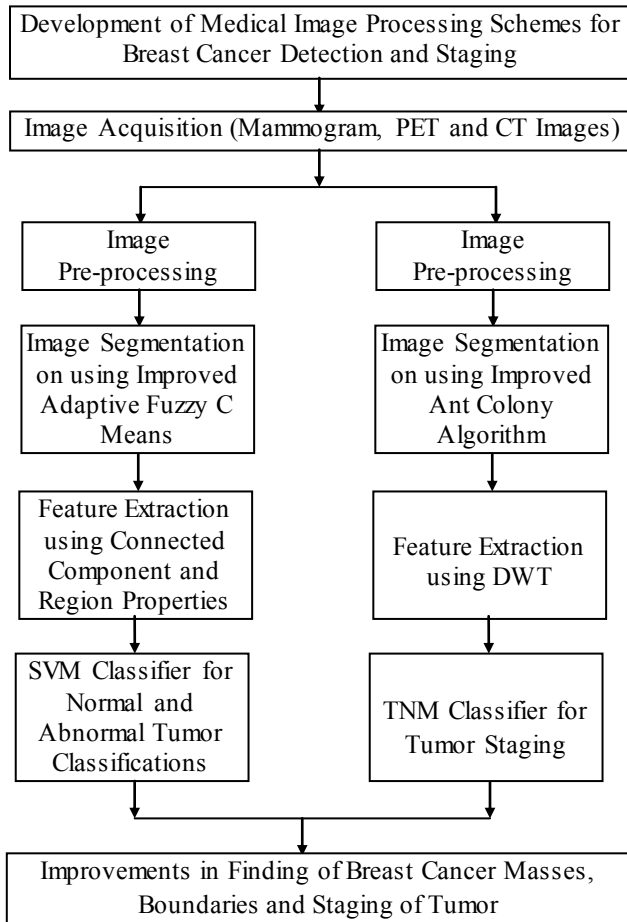 Development of Medical Image Processing Schemes for
Breast Cancer Detection and Staging
Image Acquisition (Mammogram, PET and CT Images)
Image
Pre-processing
Image Segmentation
on using Improved
Adaptive Fuzzy C
Means
Feature Extraction
using Connected
Component and
Region Properties
SVM Classifier for
Normal and
Abnormal Tumor
Classifications
Image
Pre-processing
Image Segmentation
on using Improved
Ant Colony
Algorithm
Feature Extraction
using DWT
TNM Classifier for
Tumor Staging
Improvements in Finding of Breast Cancer Masses,
Boundaries and Staging of Tumor